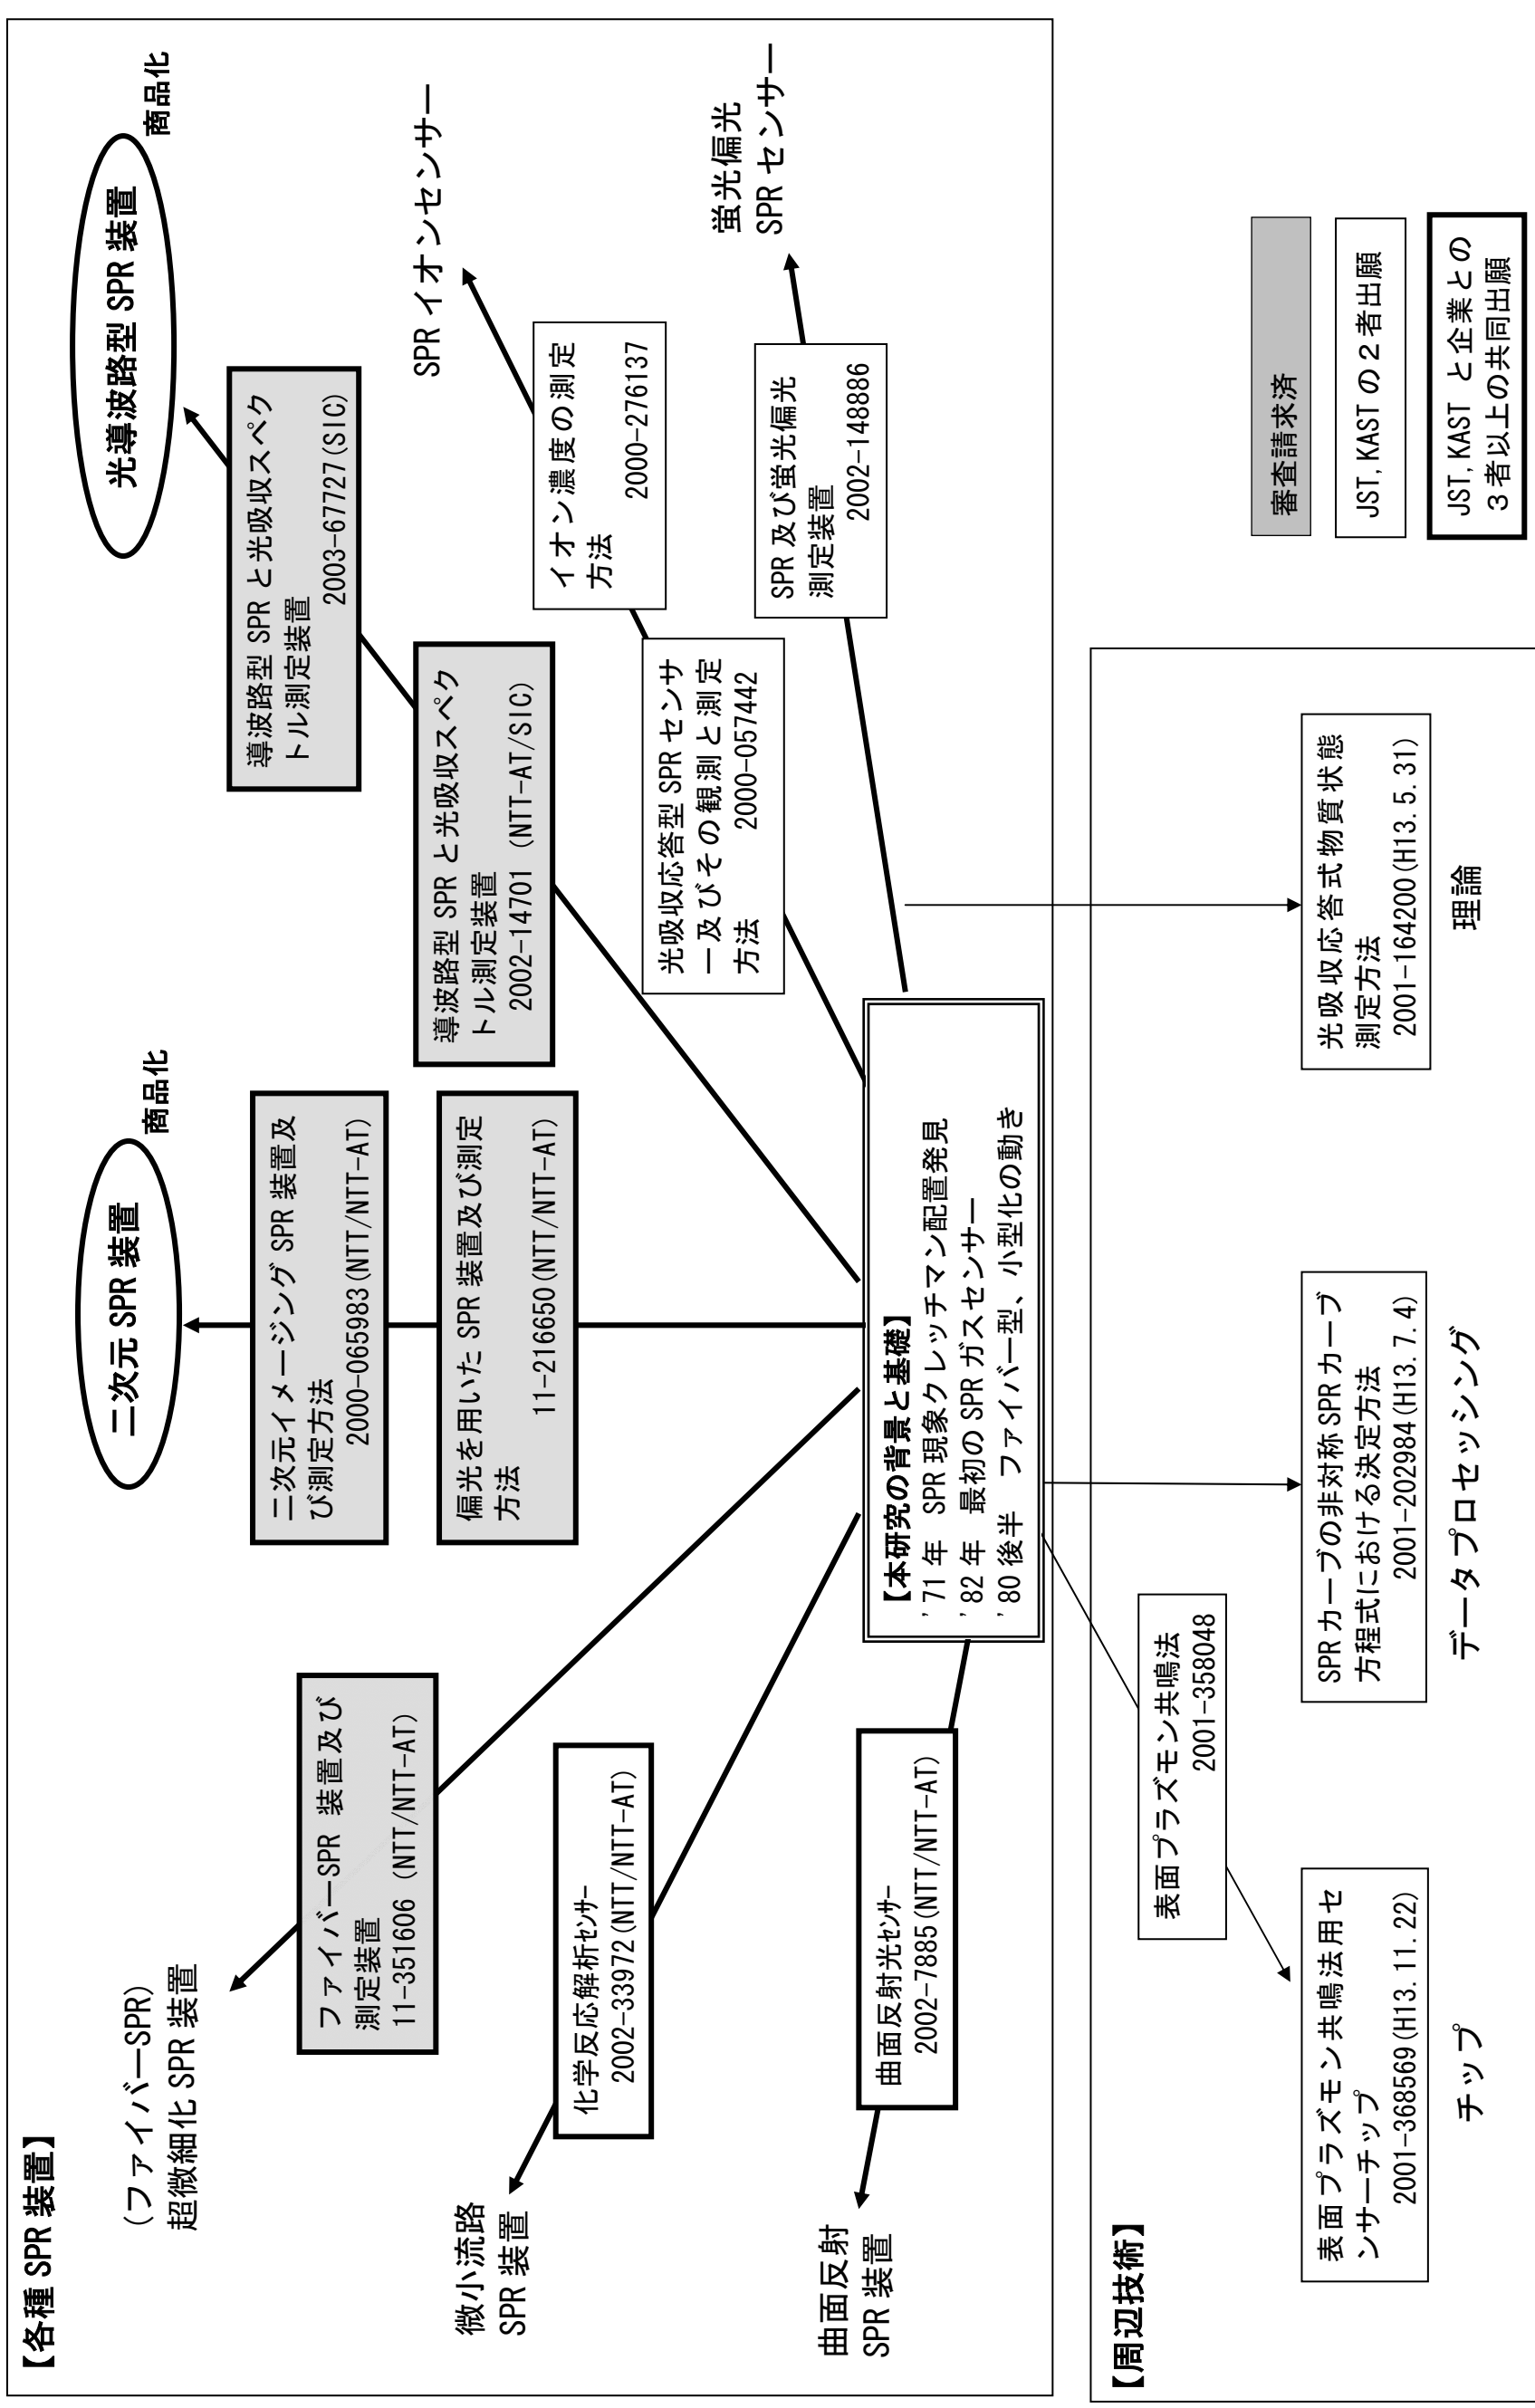 【各種 SPR 装置】
(ファイバーSPR)
超微細化 SPR 装置
二次元 SPR 装置
商品化
光導波路型 SPR 装置
商品化
ファイバーSPR 装置及び
測定装置
11-351606 (NTT/NTT-AT)
二次元イメージング SPR 装置及
び測定方法
2000-065983(NTT/NTT-AT)
偏光を用いた SPR 装置及び測定
方法
11-216650(NTT/NTT-AT)
導波路型 SPR と光吸収スペク
トル測定装置
2003-67727(SIC)
導波路型 SPR と光吸収スペク
トル測定装置
2002-14701 (NTT-AT/SIC)
SPR イオンセンサー
イオン濃度の測定
方法
2000-276137
光吸収応答型 SPR センサ
ー及びその観測と測定
方法
2000-057442
蛍光偏光
SPR センサー
SPR 及び蛍光偏光
測定装置
2002-148886
微小流路
SPR 装置
化学反応解析センサー
2002-33972(NTT/NTT-AT)
曲面反射
SPR 装置
曲面反射光センサー
2002-7885(NTT/NTT-AT)
【本研究の背景と基礎】
'71 年 SPR 現象クレッチマン配置発見
'82 年 最初の SPR ガスセンサー
'80 後半 ファイバー型、小型化の動き
【周辺技術】
表面プラズモン共鳴法
2001-358048
表面プラズモン共鳴法用セ
ンサーチップ
2001-368569(H13.11.22)
チップ
SPR カーブの非対称 SPR カーブ
方程式における決定方法
2001-202984(H13.7.4)
データプロセッシング
光吸収応答式物質状態
測定方法
2001-164200(H13.5.31)
理論
審査請求済
JST,KAST の２者出願
JST,KAST と企業との
３者以上の共同出願